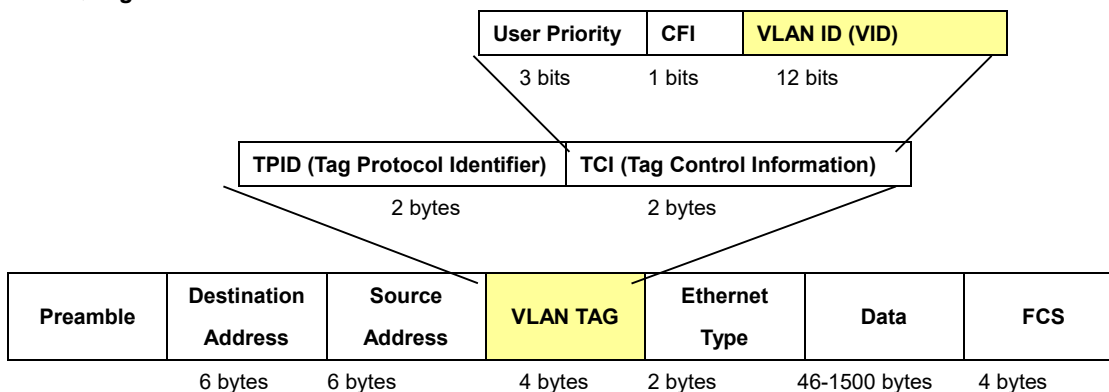 User Priority CFI VLAN ID (VID)
3 bits 1 bits 12 bits
TPID (Tag Protocol Identifier) TCI (Tag Control Information)
2 bytes 2 bytes
Preamble Destination Address Source Address VLAN TAG Ethernet Type Data FCS
6 bytes 6 bytes 4 bytes 2 bytes 46-1500 bytes 4 bytes